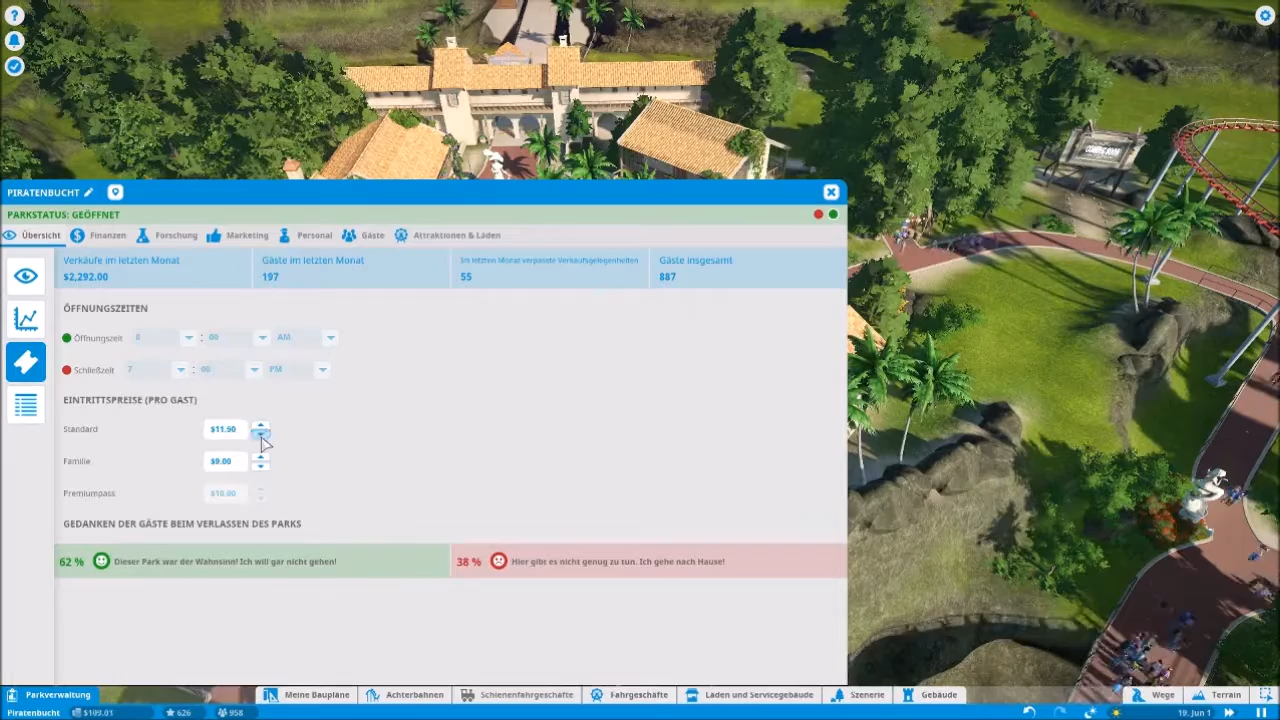 PIRATENBUCHT
PARKSTATUS: GEÖFFNET
Übersicht Finanzen Forschung Marketing Personal Gäste Attraktionen & Läden
Verkäufe im letzten Monat Gäste im letzten Monat Im letzten Monat verpasste Verkaufsgelegenheiten Gäste insgesamt
$2,292.00 197 55 887
ÖFFNUNGSZEITEN
Öffnungszeit 8 : 00 AM
Schließzeit 7 : 00 PM
EINTRITTSPREISE (PRO GAST)
Standard $11.50
Familie $9.00
Premiumpass $10.00
GEDANKEN DER GÄSTE BEIM VERLASSEN DES PARKS
62 % Dieser Park war der Wahnsinn! Ich will gar nicht gehen! 38 % Hier gibt es nicht genug zu tun. Ich gehe nach Hause!
Parkverwaltung Meine Baupläne Achterbahnen Schienenfahrgeschäfte Fahrgeschäfte Läden und Servicegebäude Szenerie Gebäude Wege Terrain
Piratenbucht $109.01 626 958 19. Jun 1